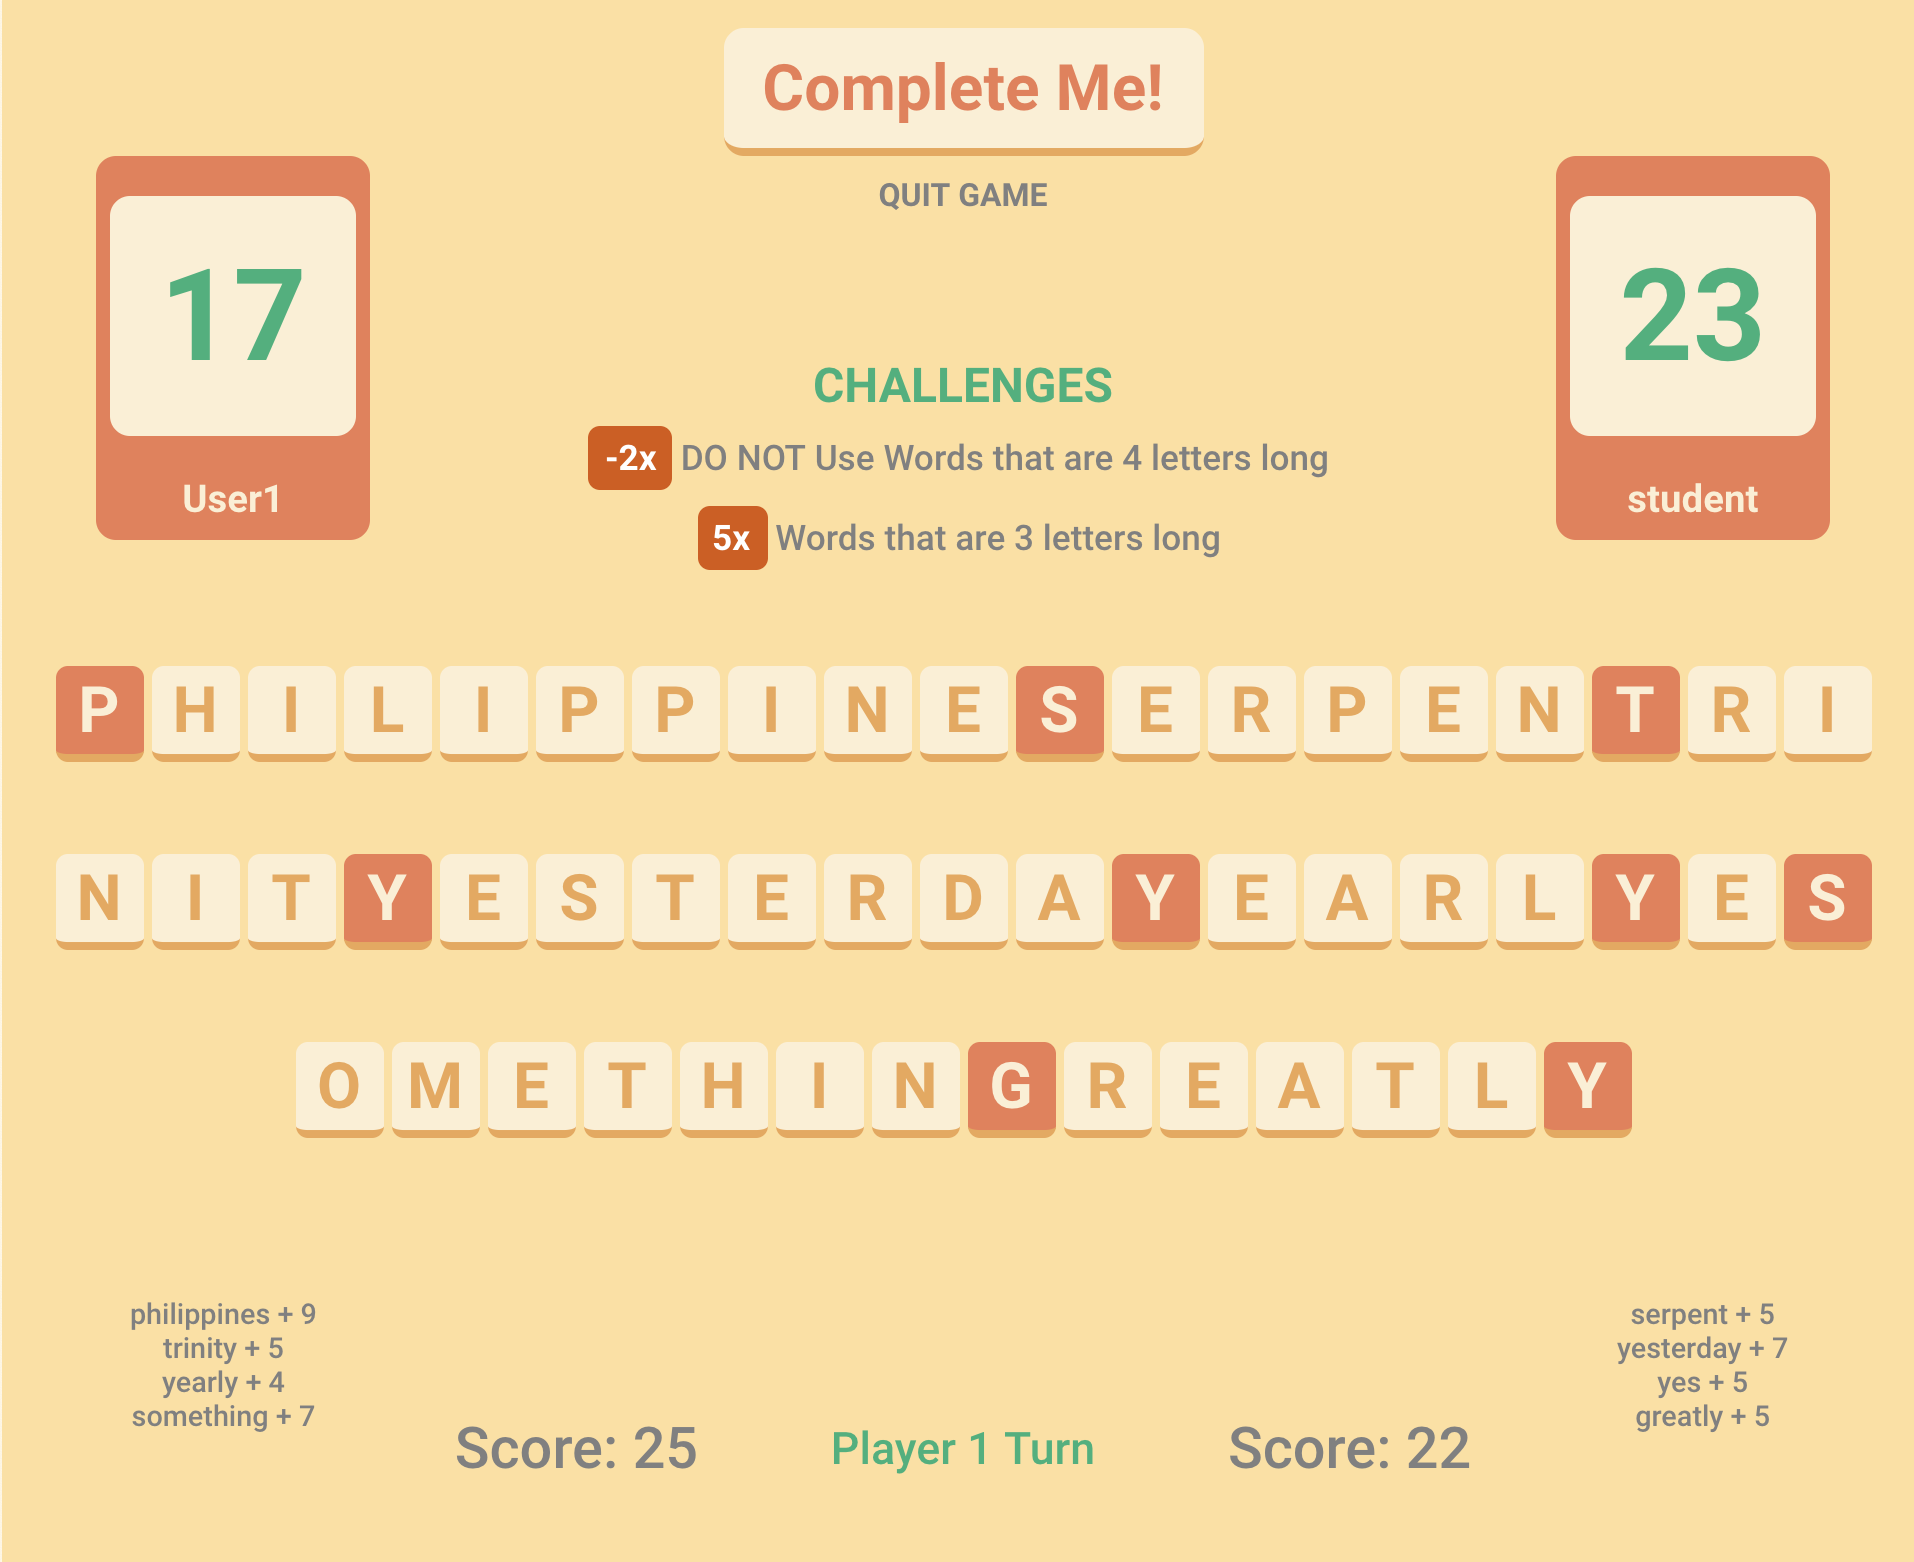 Complete Me!
QUIT GAME
17
User1
23
student
CHALLENGES
-2x DO NOT Use Words that are 4 letters long
5x Words that are 3 letters long
P H I L I P P I N E S E R P E N T R I
N I T Y E S T E R D A Y E A R L Y E S
O M E T H I N G R E A T L Y
philippines + 9
trinity + 5
yearly + 4
something + 7
Score: 25
Player 1 Turn
Score: 22
serpent + 5
yesterday + 7
yes + 5
greatly + 5